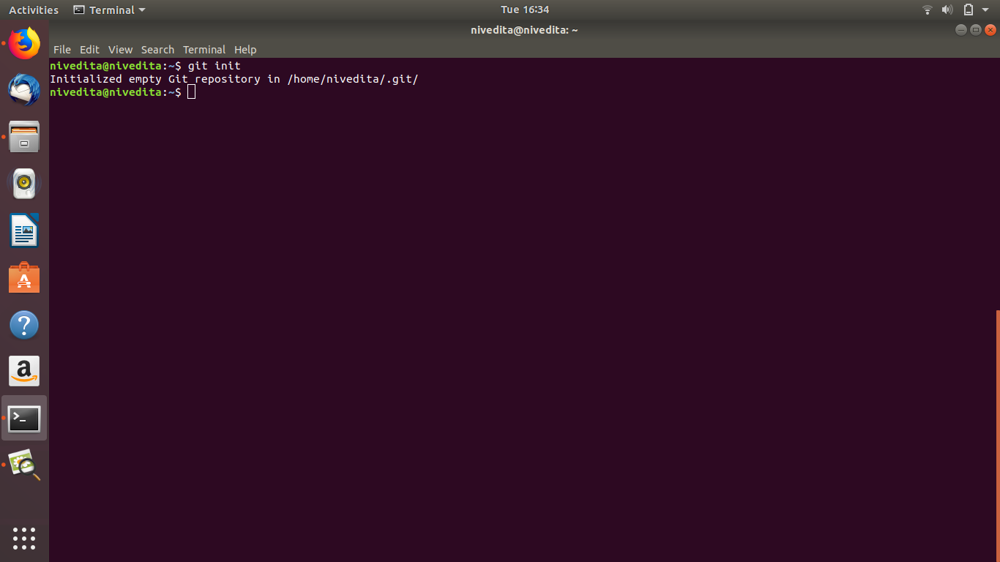 Activities Terminal Tue 16:34
nivedita@nivedita: ~
File Edit View Search Terminal Help
nivedita@nivedita:~$ git init
Initialized empty Git repository in /home/nivedita/.git/
nivedita@nivedita:~$